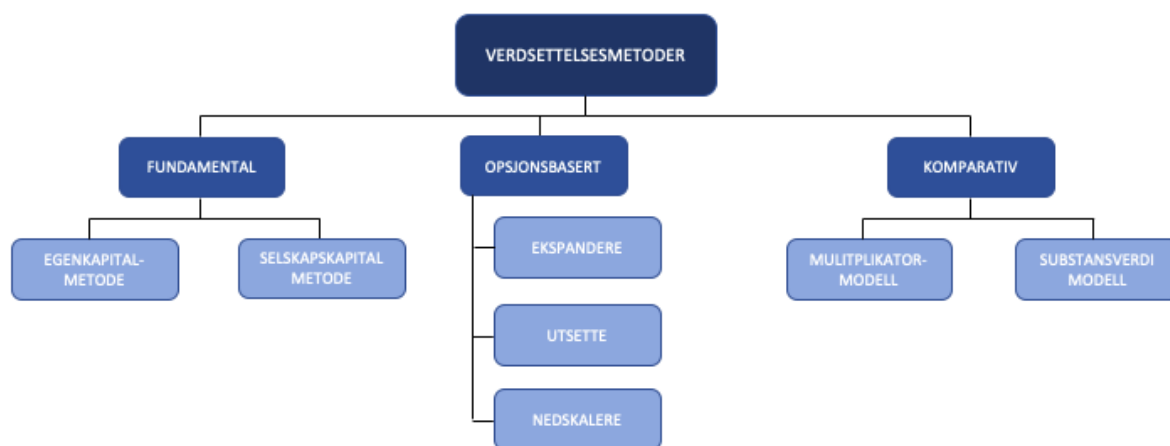 VERDSETTELSESMETODER
FUNDAMENTAL
OPSJONSBASERT
KOMPARATIV
EGENKAPITAL-
METODE
SELSKAPSKAPITAL
METODE
EKSPANDERE
UTSETTE
NEDSKALERE
MULITPLIKATOR-
MODELL
SUBSTANSVERDI
MODELL